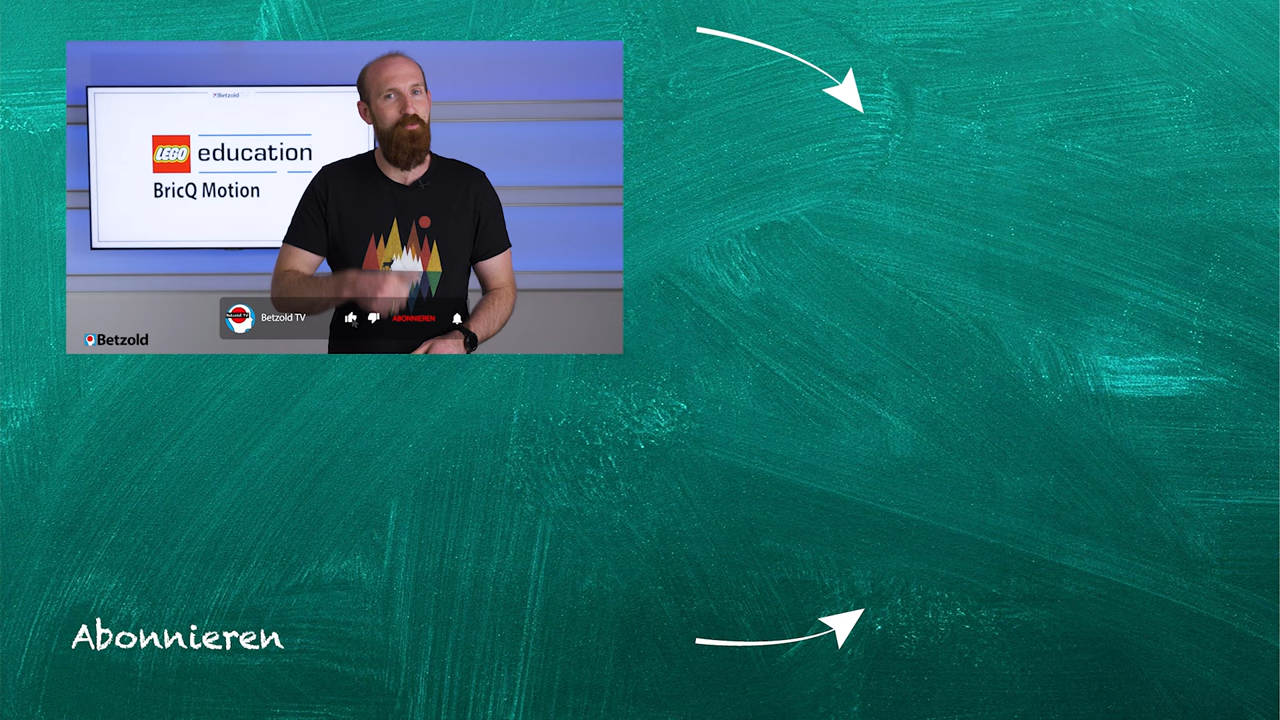 Betzold
LEGO education
BricQ Motion
Betzold TV
ABONNIEREN
Betzold
Abonnieren